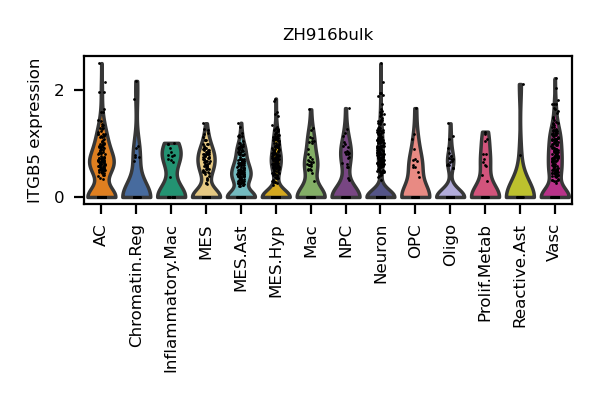 ZH916bulk
ITGB5 expression
2
0
AC
Chromatin.Reg
Inflammatory.Mac
MES
MES.Ast
MES.Hyp
Mac
NPC
Neuron
OPC
Oligo
Prolif.Metab
Reactive.Ast
Vasc